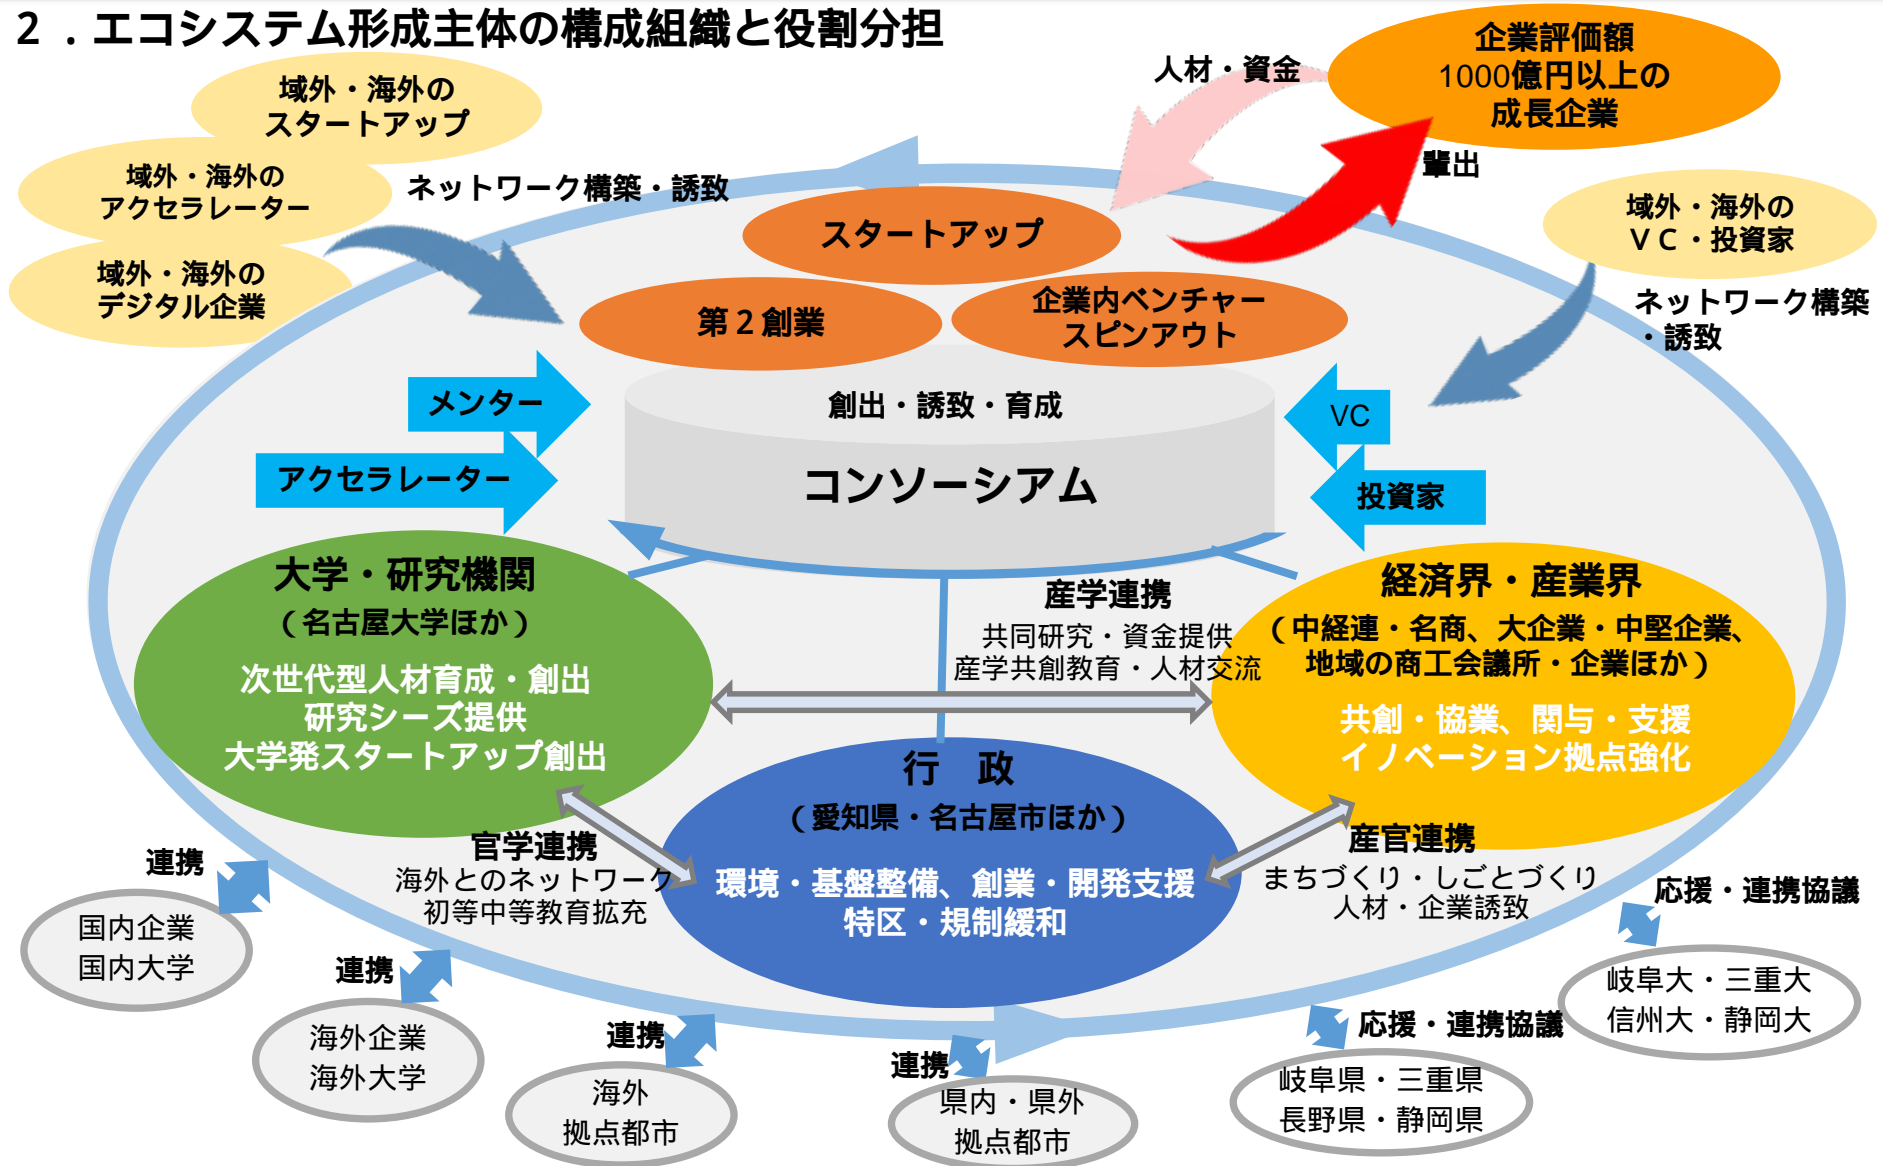 ２．エコシステム形成主体の構成組織と役割分担
企業評価額
1000億円以上の
成長企業
人材・資金
輩出
域外・海外の
スタートアップ
域外・海外の
アクセラレーター
域外・海外の
デジタル企業
ネットワーク構築・誘致
域外・海外の
ＶＣ・投資家
ネットワーク構築
・誘致
スタートアップ
第２創業
企業内ベンチャー
スピンアウト
メンター
アクセラレーター
創出・誘致・育成
コンソーシアム
VC
投資家
大学・研究機関
（名古屋大学ほか）
次世代型人材育成・創出
研究シーズ提供
大学発スタートアップ創出
産学連携
共同研究・資金提供
産学共創教育・人材交流
経済界・産業界
（中経連・名商、大企業・中堅企業、
地域の商工会議所・企業ほか）
共創・協業、関与・支援
イノベーション拠点強化
行　政
（愛知県・名古屋市ほか）
環境・基盤整備、創業・開発支援
特区・規制緩和
官学連携
海外とのネットワーク
初等中等教育拡充
産官連携
まちづくり・しごとづくり
人材・企業誘致
連携
国内企業
国内大学
連携
海外企業
海外大学
連携
海外
拠点都市
連携
県内・県外
拠点都市
応援・連携協議
岐阜県・三重県
長野県・静岡県
応援・連携協議
岐阜大・三重大
信州大・静岡大